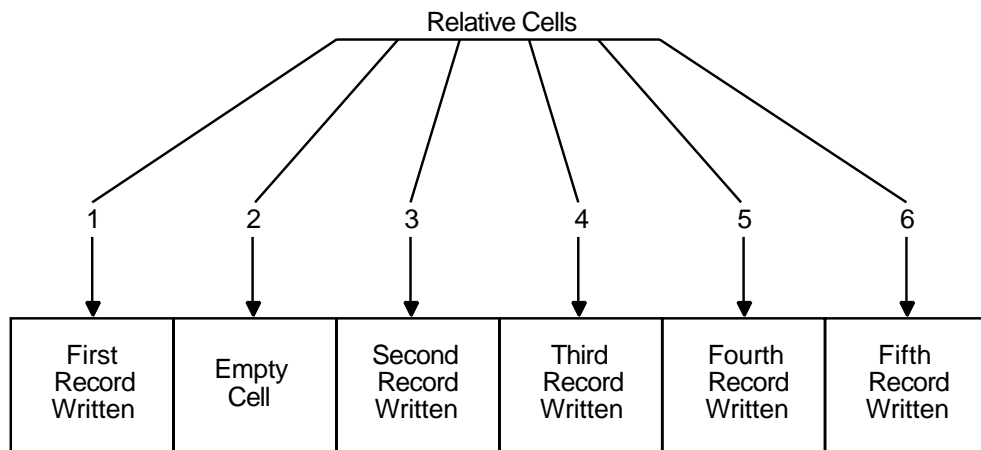 Relative Cells
1 2 3 4 5 6
First
Record
Written
Empty
Cell
Second
Record
Written
Third
Record
Written
Fourth
Record
Written
Fifth
Record
Written